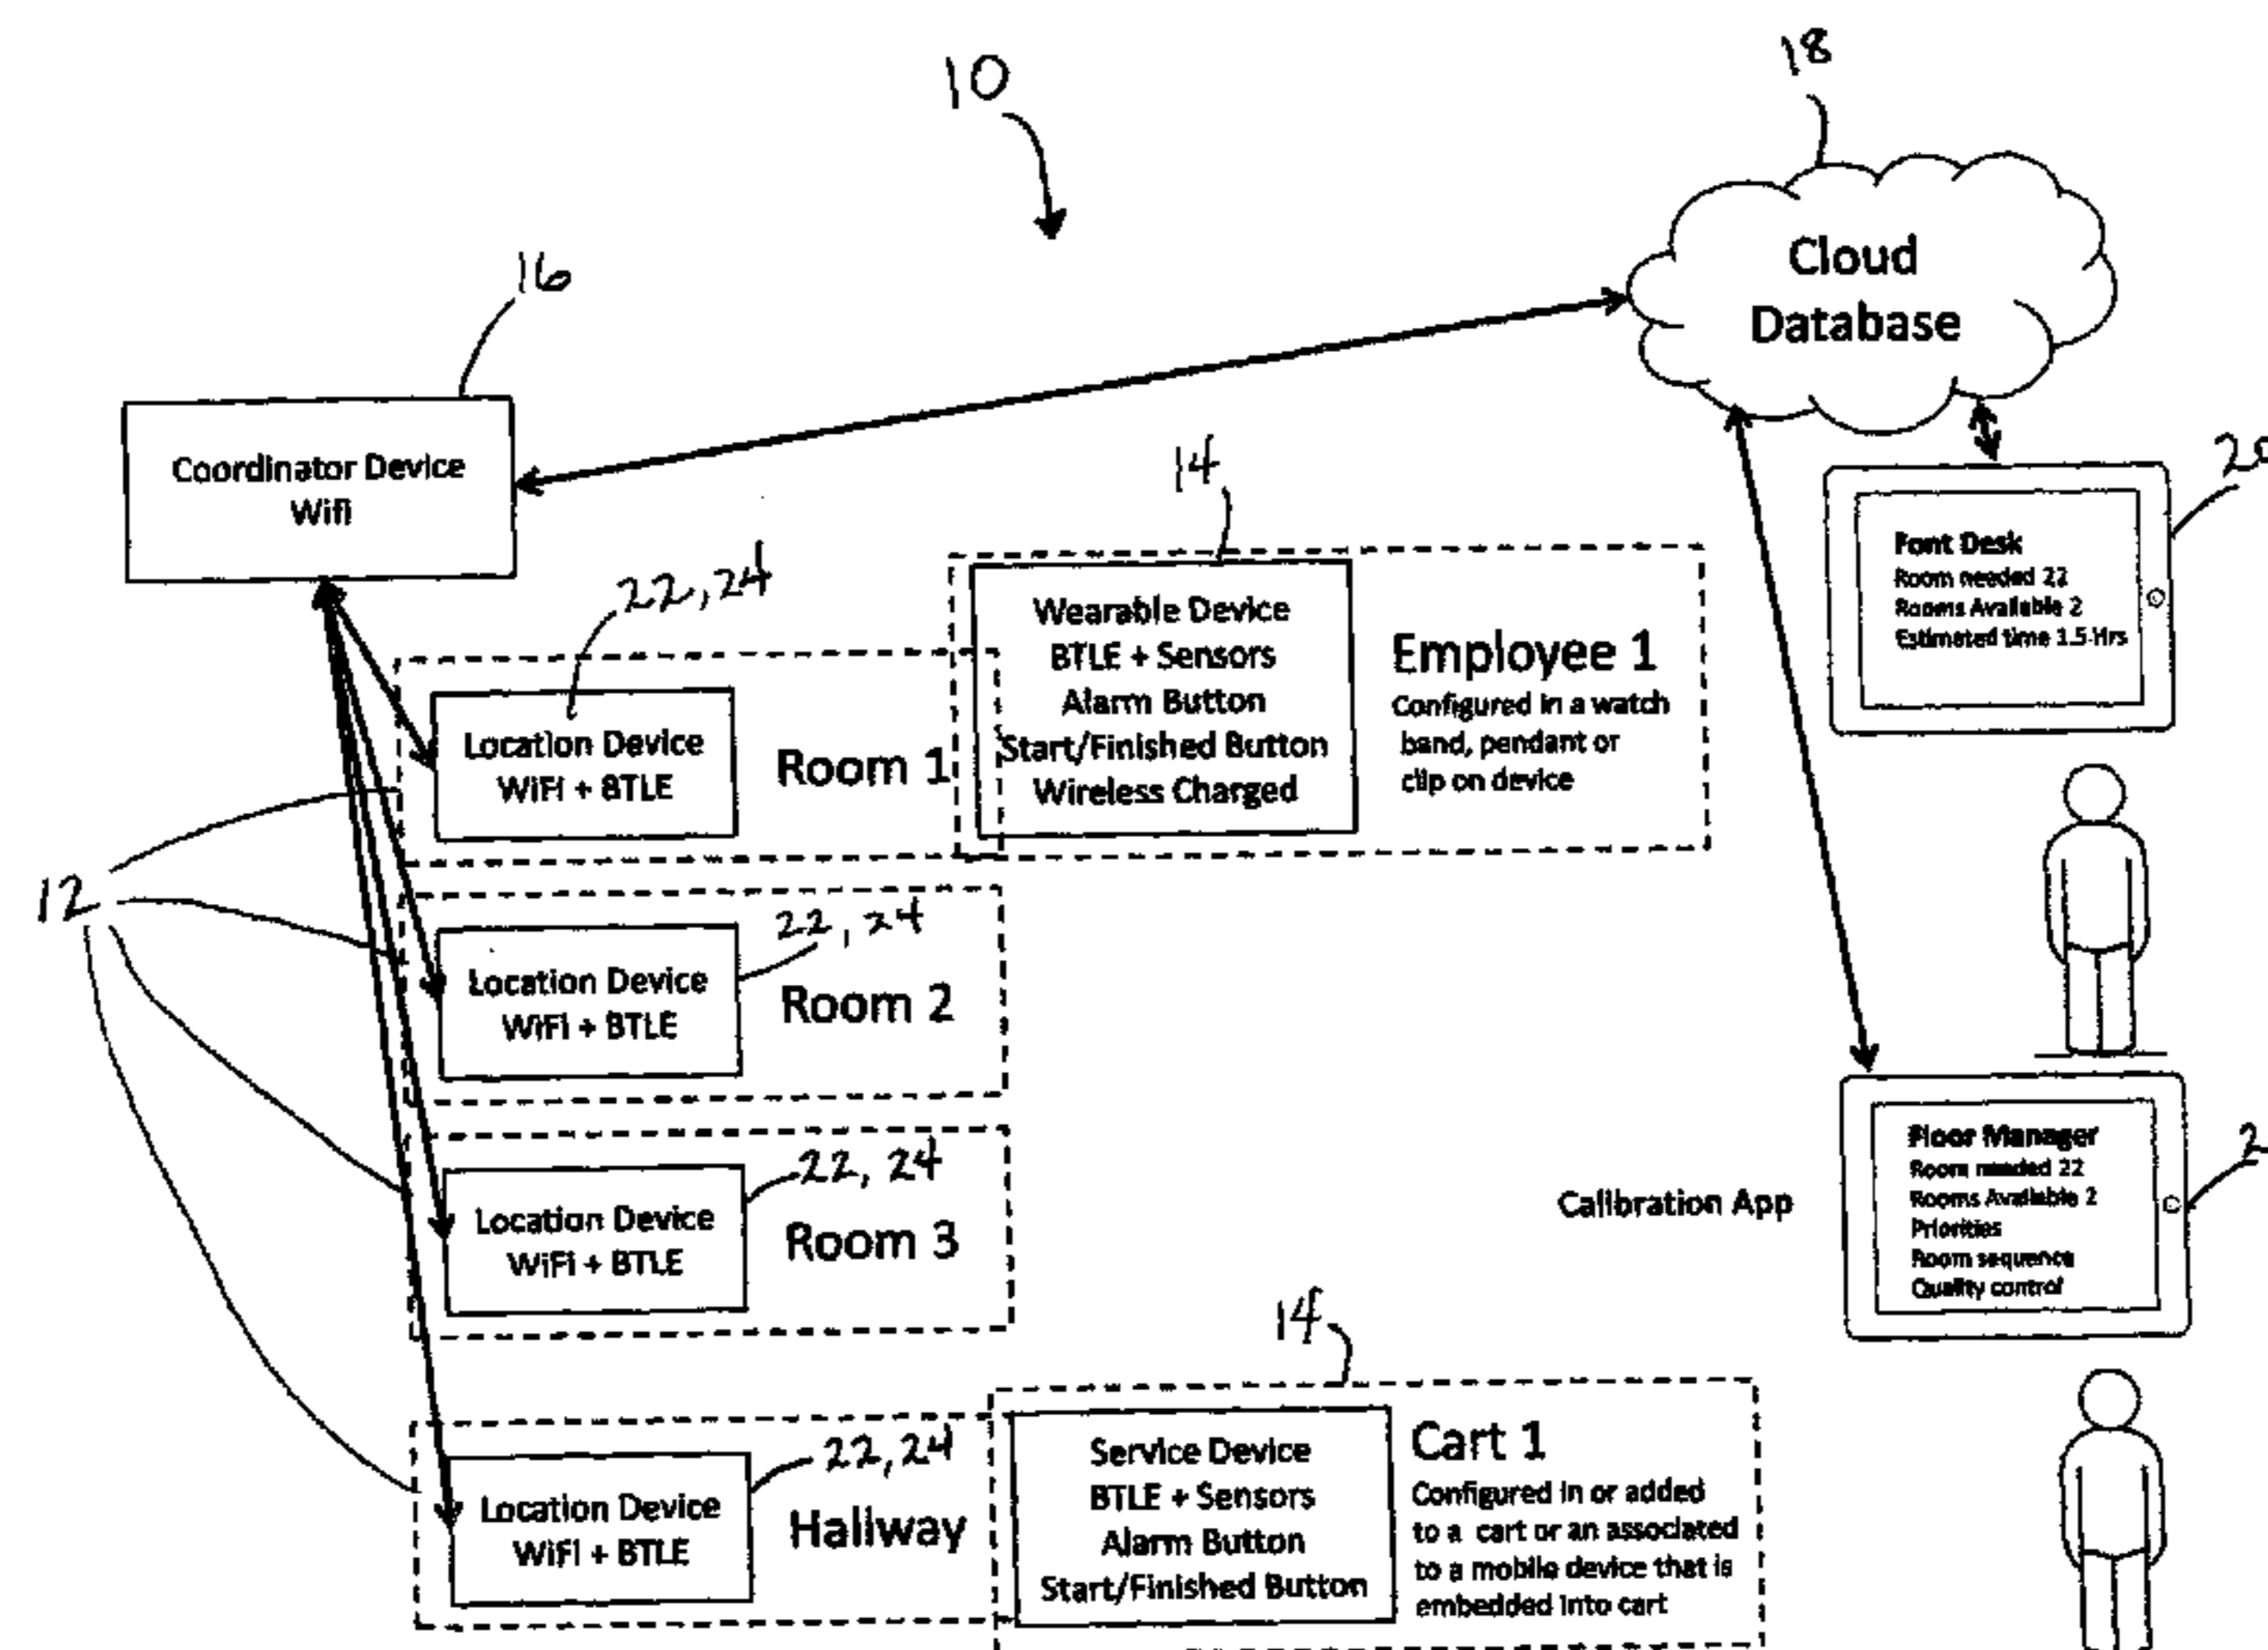 10
18
Cloud
Database
16
Coordinator Device
Wifi
14
20
Font Desk
Room needed 22
Rooms Available 2
Estimated time 1.5 Hrs
22, 24
Wearable Device
BTLE + Sensors
Alarm Button
Start/Finished Button
Wireless Charged
Employee 1
Configured in a watch
band, pendant or
clip on device
Location Device
WiFi + BTLE
Room 1
12
22, 24
Location Device
WiFi + BTLE
Room 2
22, 24
Location Device
WiFi + BTLE
Room 3
Calibration App
Floor Manager
Room needed 22
Rooms Available 2
Priorities
Room sequence
Quality control
14
22, 24
Location Device
WiFi + BTLE
Hallway
Service Device
BTLE + Sensors
Alarm Button
Start/Finished Button
Cart 1
Configured in or added
to a cart or an associated
to a mobile device that is
embedded into cart